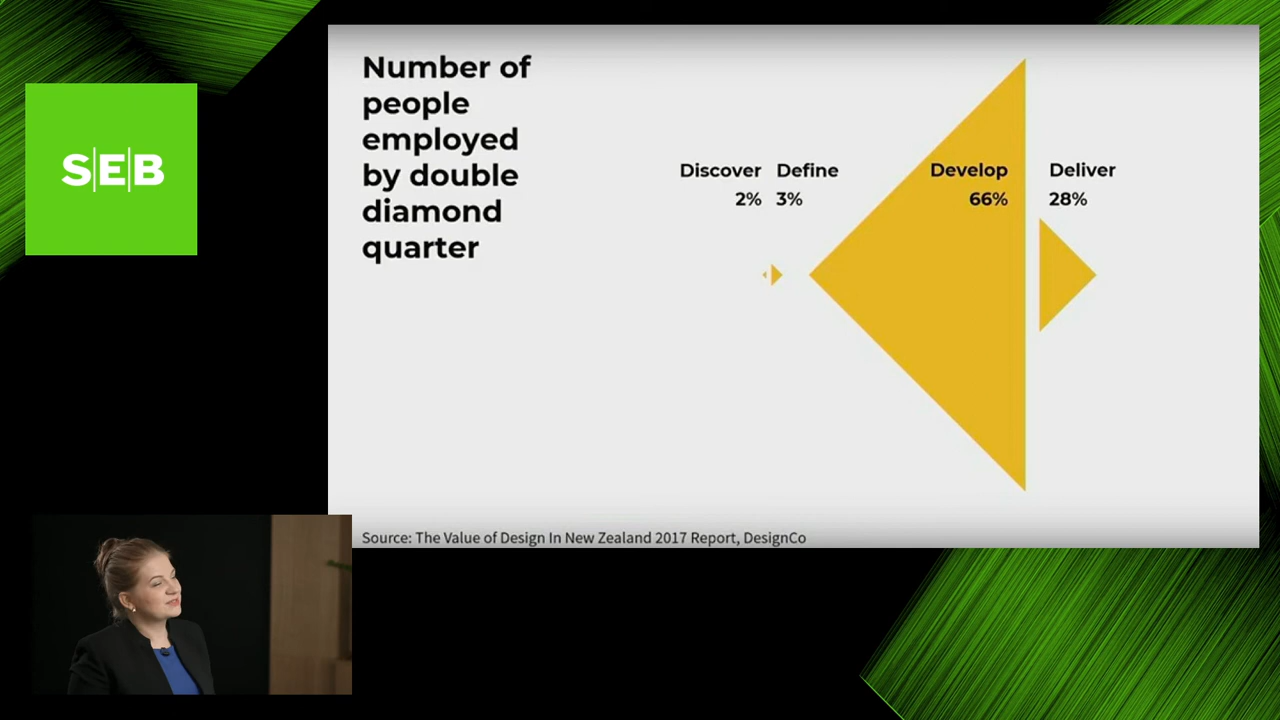 S|E|B
Number of
people
employed
by double
diamond
quarter
Discover Define Develop Deliver
2% 3% 66% 28%
Source: The Value of Design In New Zealand 2017 Report, DesignCo